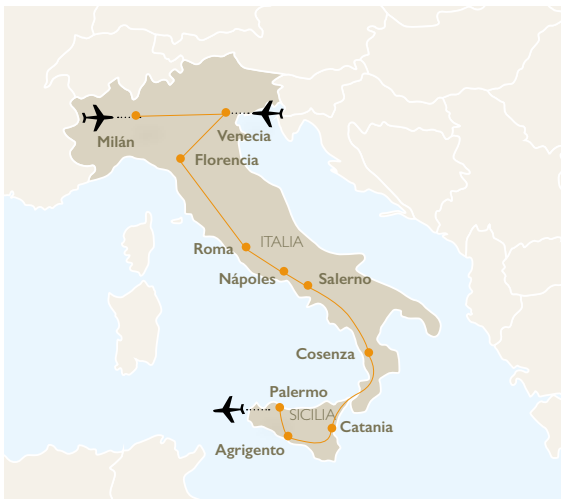 Milán
Venecia
Florencia
Roma
ITALIA
Nápoles
Salerno
Cosenza
Palermo
SICILIA
Catania
Agrigento